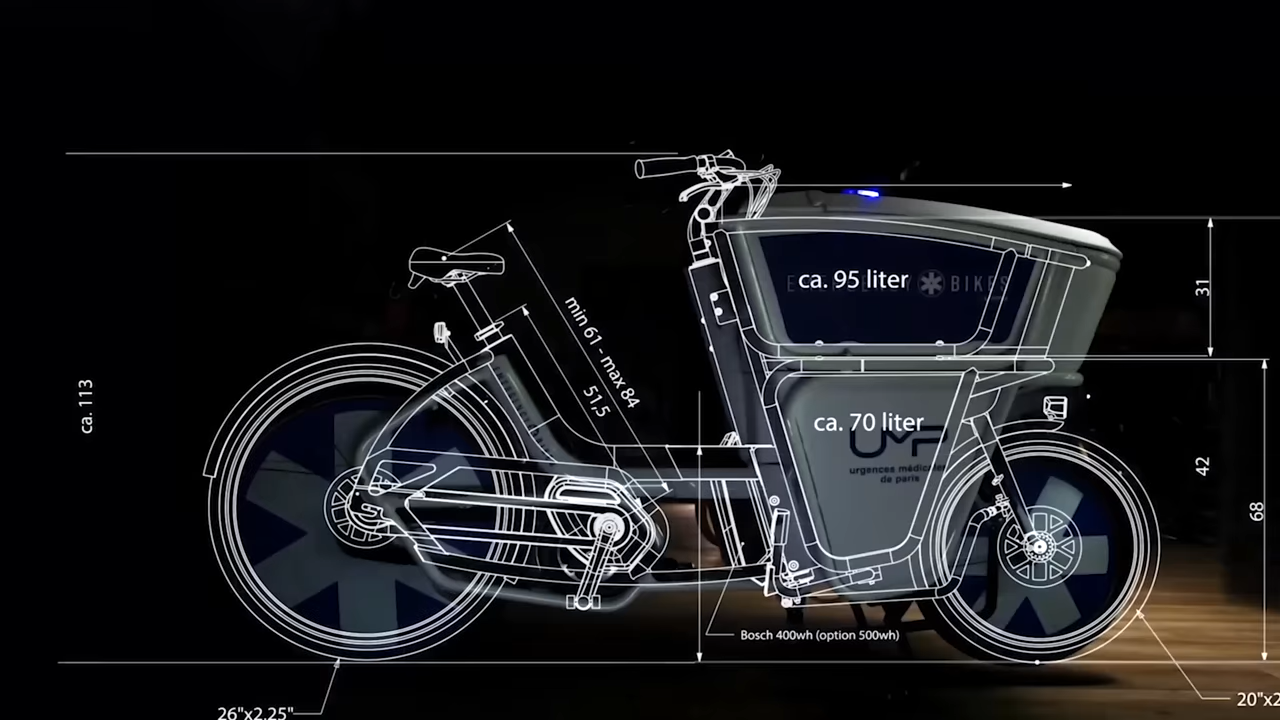 ca. 95 liter
BIKES
31
min 61 - max 84
51,5
ca. 113
ca. 70 liter
UMP
urgences médicales
de paris
42
68
Bosch 400wh (option 500wh)
26"x2.25"
20"x2